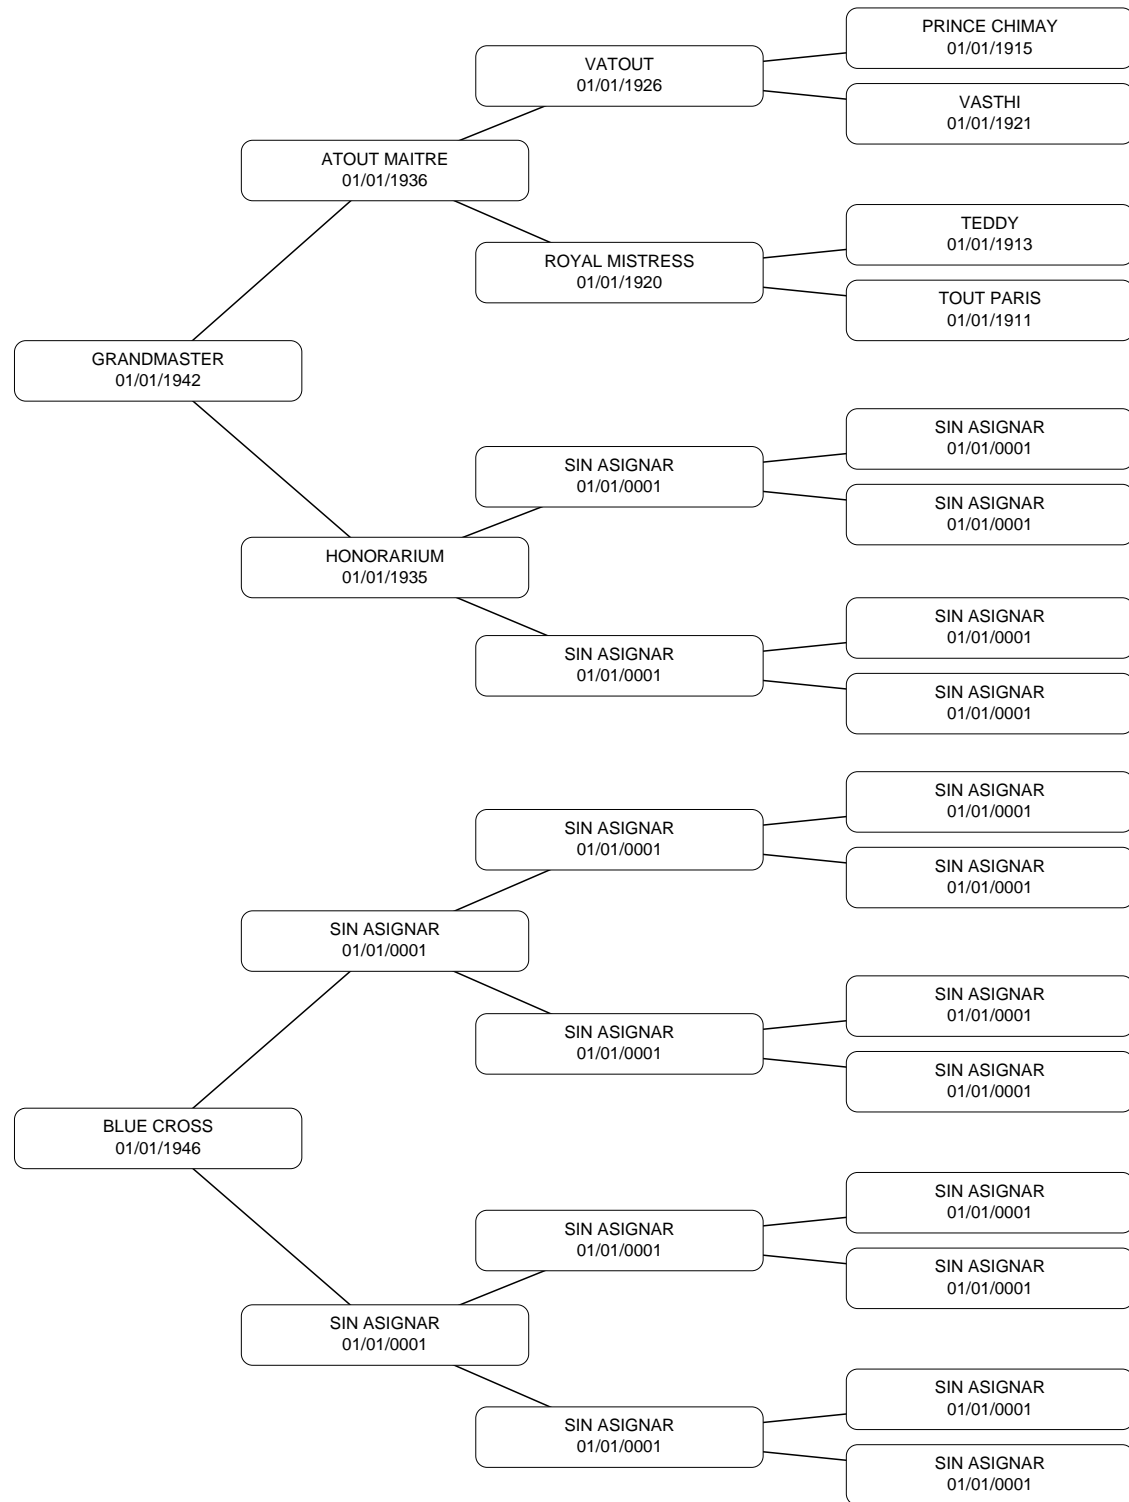 PRINCE CHIMAY
01/01/1915
VATOUT
01/01/1926
VASTHI
01/01/1921
ATOUT MAITRE
01/01/1936
TEDDY
01/01/1913
ROYAL MISTRESS
01/01/1920
TOUT PARIS
01/01/1911
GRANDMASTER
01/01/1942
SIN ASIGNAR
01/01/0001
SIN ASIGNAR
01/01/0001
SIN ASIGNAR
01/01/0001
HONORARIUM
01/01/1935
SIN ASIGNAR
01/01/0001
SIN ASIGNAR
01/01/0001
SIN ASIGNAR
01/01/0001
SIN ASIGNAR
01/01/0001
SIN ASIGNAR
01/01/0001
SIN ASIGNAR
01/01/0001
SIN ASIGNAR
01/01/0001
SIN ASIGNAR
01/01/0001
SIN ASIGNAR
01/01/0001
SIN ASIGNAR
01/01/0001
BLUE CROSS
01/01/1946
SIN ASIGNAR
01/01/0001
SIN ASIGNAR
01/01/0001
SIN ASIGNAR
01/01/0001
SIN ASIGNAR
01/01/0001
SIN ASIGNAR
01/01/0001
SIN ASIGNAR
01/01/0001
SIN ASIGNAR
01/01/0001